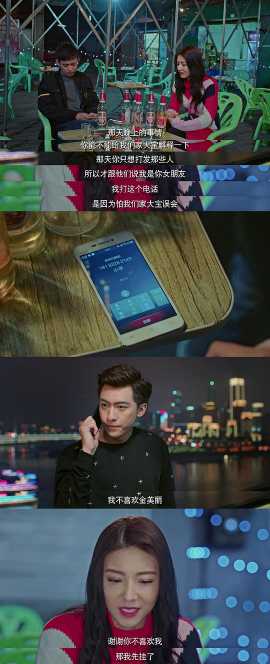 那天晚上的事情
你能不能给我们家大宝解释一下
那天你只想打发那些人
所以才跟他们说我是你女朋友
我打这个电话
是因为怕我们家大宝误会
我不喜欢金美丽
谢谢你不喜欢我
那我先挂了